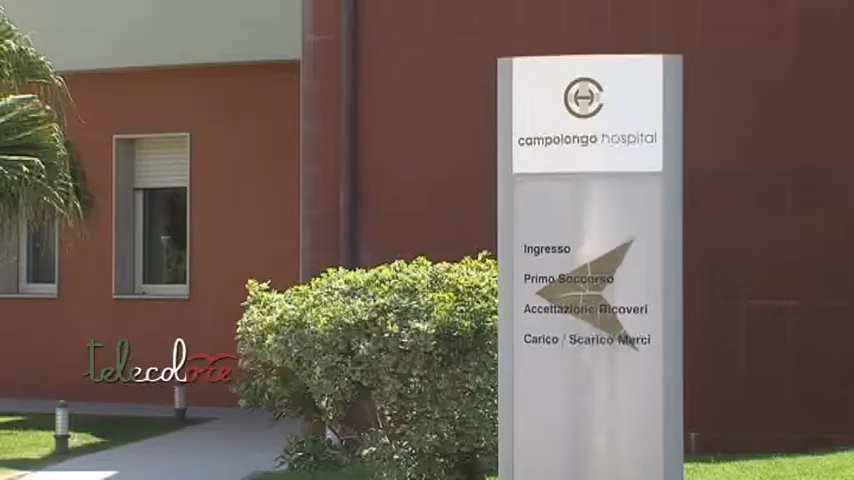 campolongo hospital
Ingresso
Primo Soccorso
Accettazione Ricoveri
Carico / Scarico Merci
telecolore